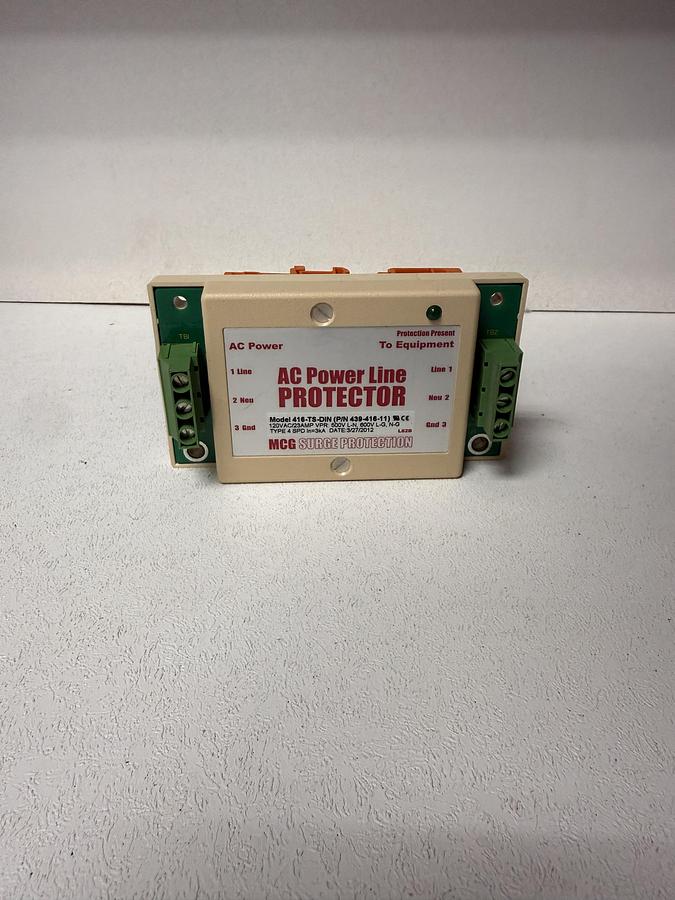 TB1
TB2
Protection Present
AC Power
To Equipment
1 Line
Line 1
AC Power Line
PROTECTOR
2 Neu
Neu 2
Model 416-TS-DIN (P/N 439-416-11)
120VAC/23AMP VPR: 500V L-N, 600V L-G, N-G
TYPE 4 SPD In=3kA DATE:3/27/2012
3 Gnd
Gnd 3
MCG SURGE PROTECTION